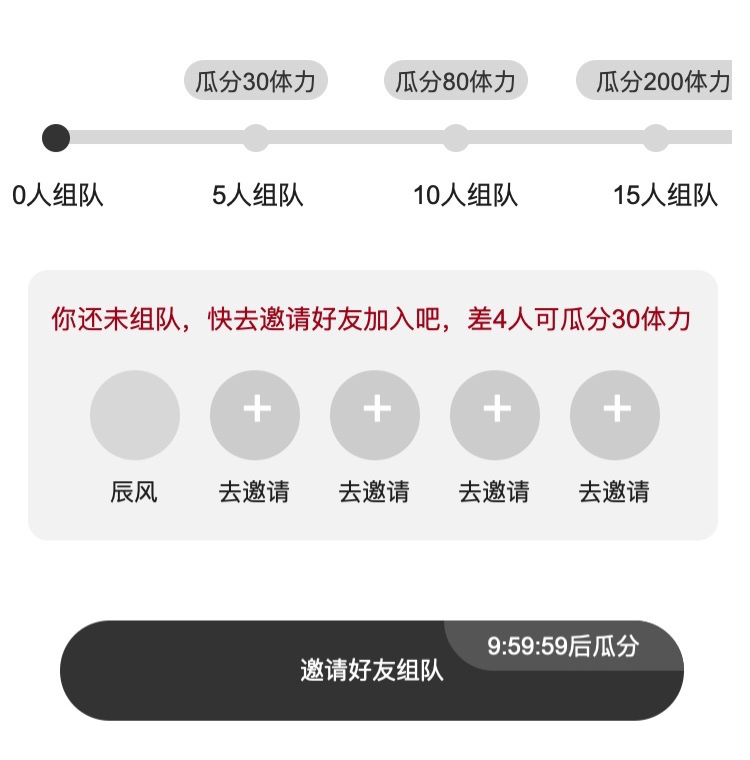 瓜分30体力 瓜分80体力 瓜分200体力
0人组队 5人组队 10人组队 15人组队
你还未组队，快去邀请好友加入吧，差4人可瓜分30体力
+ + + +
辰风 去邀请 去邀请 去邀请 去邀请
9:59:59后瓜分
邀请好友组队